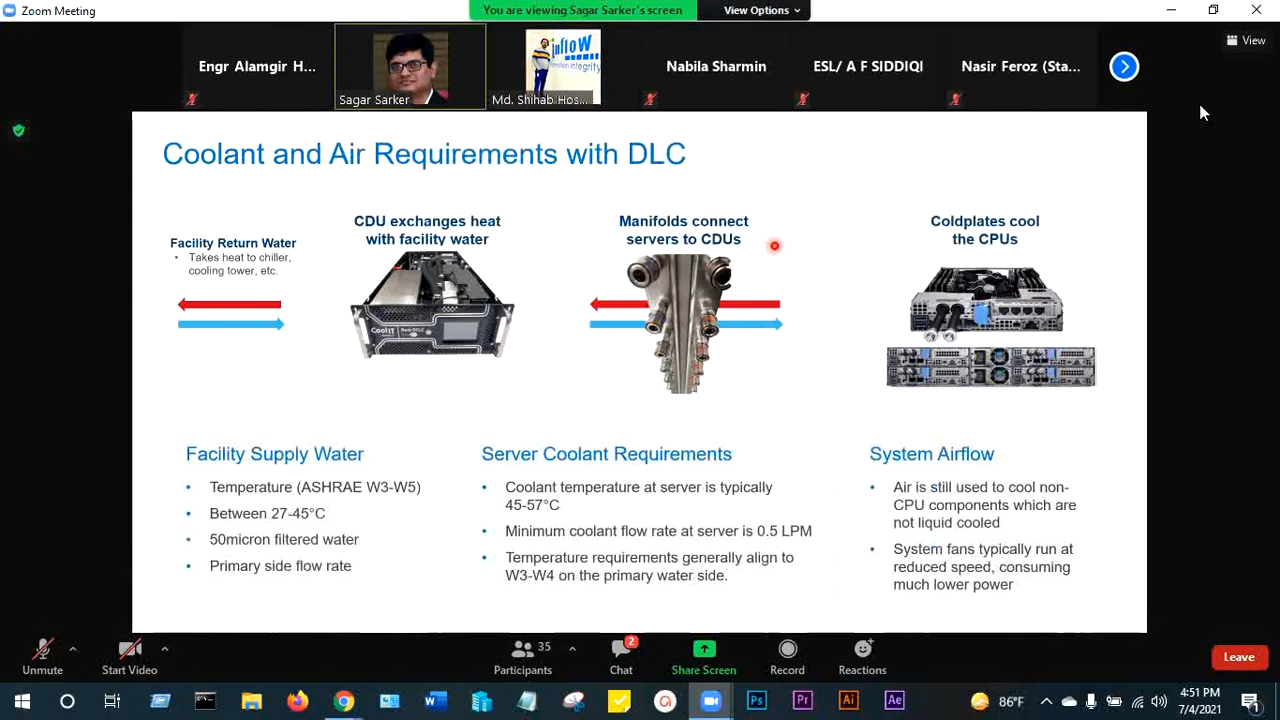 Zoom Meeting
You are viewing Sagar Sarker's screen
View Options
View
Engr Alamgir H...
Sagar Sarker
inflow
Md. Shihab Hos...
Nabila Sharmin
ESL/ A F SIDDIQI
Nasir Feroz (Sta...
Coolant and Air Requirements with DLC
Facility Return Water
• Takes heat to chiller,
cooling tower, etc.
CDU exchanges heat
with facility water
CoolIT
Manifolds connect
servers to CDUs
Coldplates cool
the CPUs
Facility Supply Water
• Temperature (ASHRAE W3-W5)
• Between 27-45°C
• 50micron filtered water
• Primary side flow rate
Server Coolant Requirements
• Coolant temperature at server is typically
45-57°C
• Minimum coolant flow rate at server is 0.5 LPM
• Temperature requirements generally align to
W3-W4 on the primary water side.
System Airflow
• Air is still used to cool non-
CPU components which are
not liquid cooled
• System fans typically run at
reduced speed, consuming
much lower power
Unmute
Start Video
35
Participants
2
Chat
Share Screen
Record
Reactions
Leave
Ps
Pr
Ai
Ae
86°F
4:51 PM
7/4/2021
1